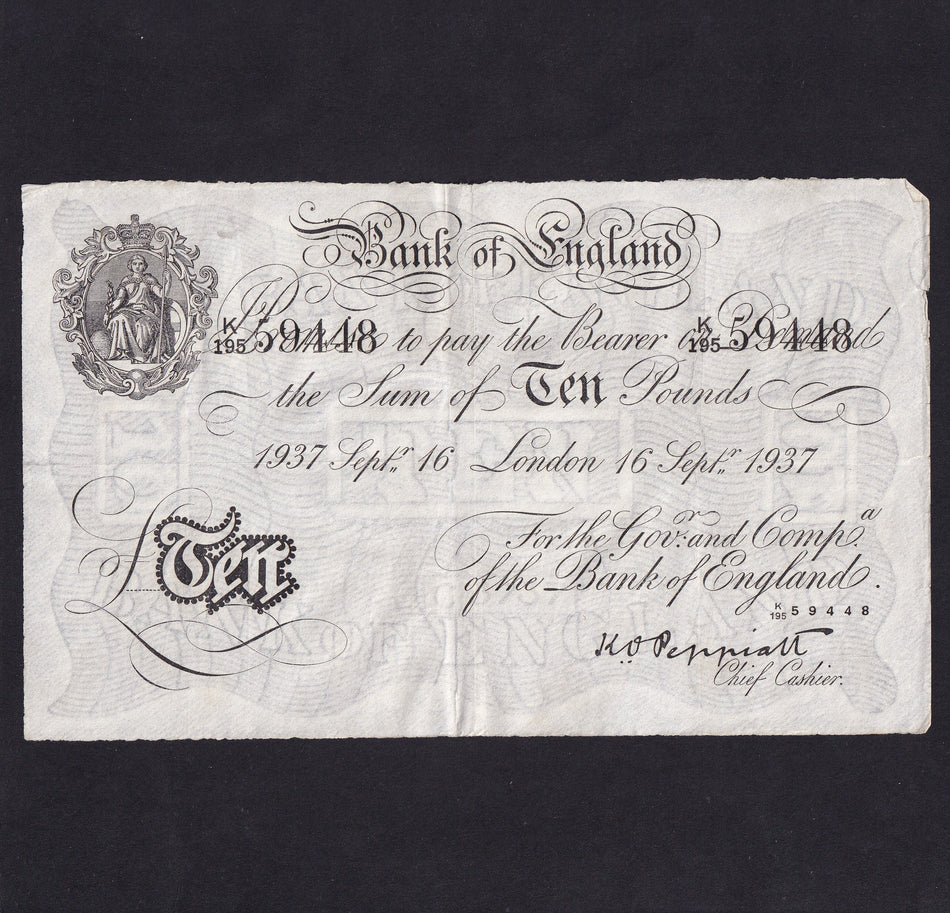 Bank of England
K
195 59448 to pay the Bearer on Demand K
195 59448
the Sum of Ten Pounds
1937 Septr. 16 London 16 Septr. 1937
£Ten
For the Govr. and Compa.
of the Bank of England.
K
195 59448
K.O. Peppiatt
Chief Cashier.